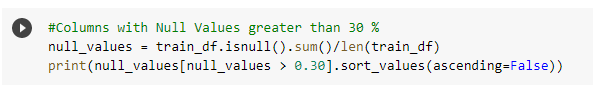 #Columns with Null Values greater than 30 %
null_values = train_df.isnull().sum()/len(train_df)
print(null_values[null_values > 0.30].sort_values(ascending=False))